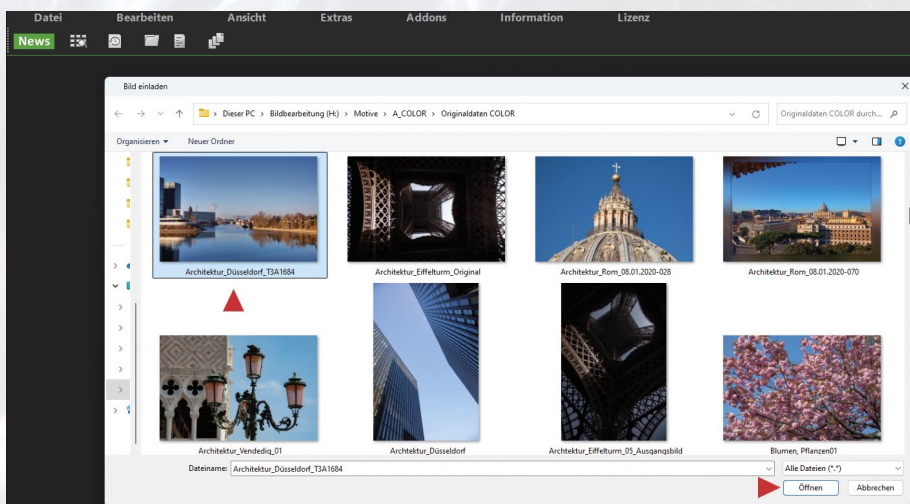 Datei Bearbeiten Ansicht Extras Addons Information Lizenz
News
Bild einladen
Dieser PC > Bildbearbeitung (H:) > Motive > A_COLOR > Originaldaten COLOR
Originaldaten COLOR durch...
Organisieren Neuer Ordner
Architektur_Düsseldorf_T3A1684 Architektur_Eiffelturm_Original Architektur_Rom_08.01.2020-028 Architektur_Rom_08.01.2020-070
Architektur_Vendedig_01 Archtektur_Düsseldorf Archtektur_Eiffelturm_05_Ausgangsbild Blumen, Pflanzen01
Dateiname: Architektur_Düsseldorf_T3A1684 Alle Dateien (*.*)
Öffnen Abbrechen